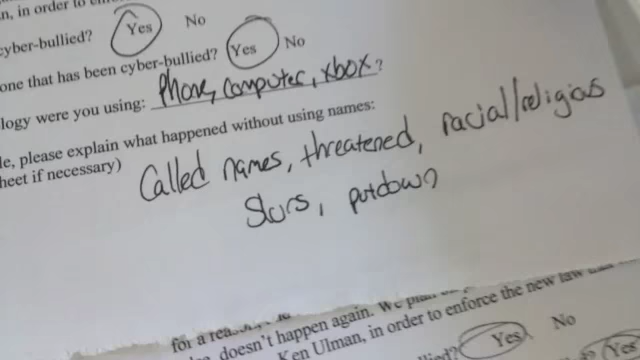 in order to
cyber-bullied? Yes No
one that has been cyber-bullied? Yes No
ology were you using: Phone, computer, xbox?
le, please explain what happened without using names:
heet if necessary) Called names, threatened, racial/religious
Slurs, putdown
for a
doesn't happen again. We
Ken Ulman, in order to enforce the new law
Yes No
Yes